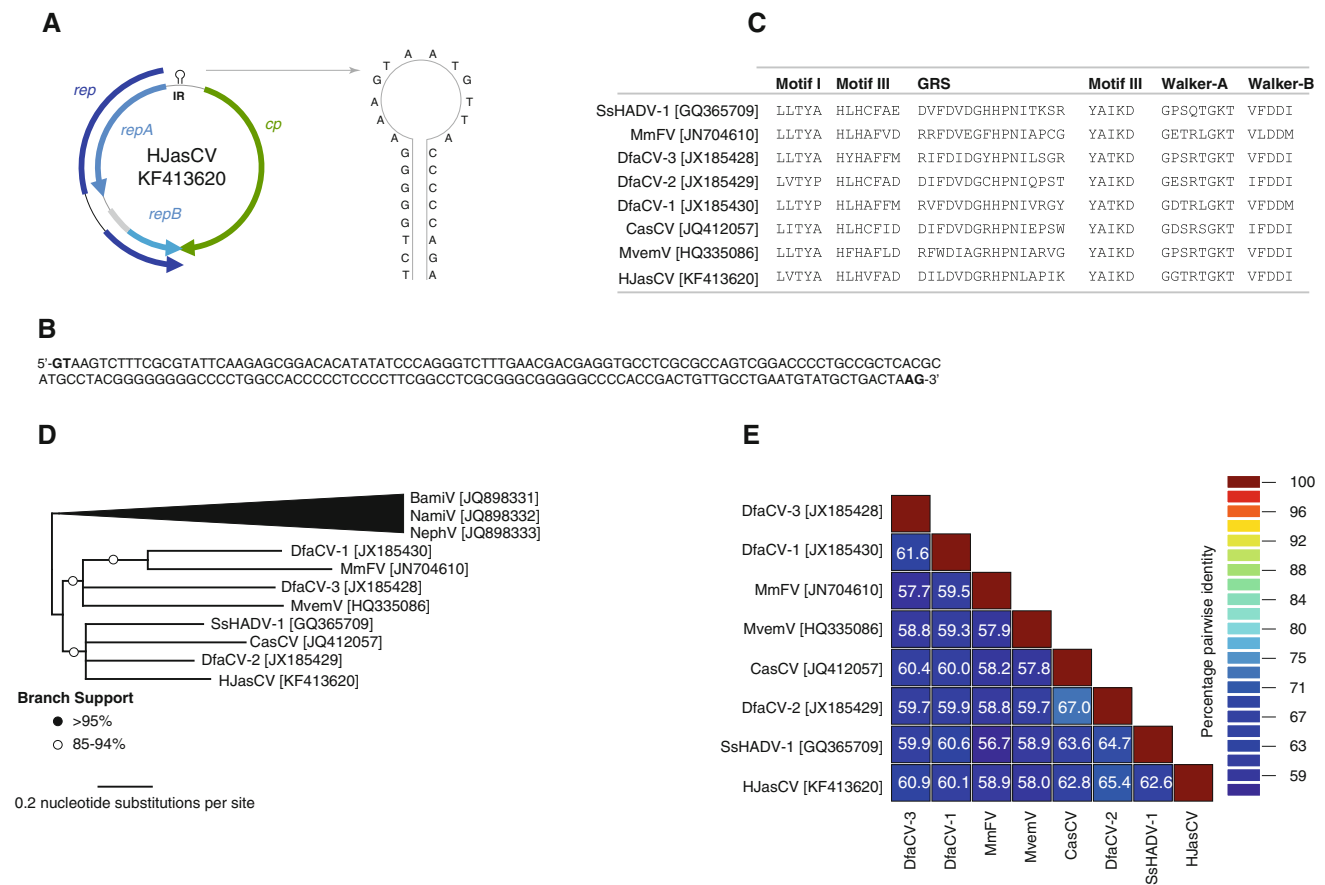 A
rep
IR
repA
cp
HJasCV
KF413620
repB
A A
T G
G T
A T
A A
G C
G C
G C
G C
G C
T A
C G
T A
C
Motif I Motif III GRS Motif III Walker-A Walker-B
SsHADV-1 [GQ365709] LLTYA HLHCFAE DVFDVDGHHPNITKSR YAIKD GPSQTGKT VFDDI
MmFV [JN704610] LLTYA HLHAFVD RRFDVEGFHPNIAPCG YAIKD GETRLGKT VLDDM
DfaCV-3 [JX185428] LLTYA HYHAFFM RIFDIDGYHPNILSGR YATKD GPSRTGKT VFDDI
DfaCV-2 [JX185429] LVTYP HLHCFAD DIFDVDGCHPNIQPST YAIKD GESRTGKT IFDDI
DfaCV-1 [JX185430] LLTYP HLHAFFM RVFDVDGFHPNIVRGY YATKD GDTRLGKT VFDDM
CasCV [JQ412057] LITYA HLHCFID DIFDVEGRHPNIEPSW YAIKD GDSRSGKT IFDDI
MvemV [HQ335086] LLTYA HFHAFLD RFWDIAGRHPNIARVG YAIKD GPSRTGKT VFDDI
HJasCV [KF413620] LVTYA HLHVFAD DILDVDGRHPNLAPIK YAIKD GGTRTGKT VFDDI
B
5'-GTAAGTCTTTCGCGTATTCAAGAGCGGACACATATATCCCAGGGTCTTTGAACGACGAGGTGCCTCGCGCCAGTCGGACCCCTGCCGCTCACGC
ATGCCTACGGGGGGGGCCCCTGGCCACCCCCTCCCCTTCGGCCTCGCGGGCGGGGGCCCCACCGACTGTTGCCTGAATGTATGCTGACTAAG-3'
D
BamiV [JQ898331]
NamiV [JQ898332]
NephV [JQ898333]
DfaCV-1 [JX185430]
MmFV [JN704610]
DfaCV-3 [JX185428]
MvemV [HQ335086]
SsHADV-1 [GQ365709]
CasCV [JQ412057]
DfaCV-2 [JX185429]
HJasCV [KF413620]
Branch Support
>95%
85-94%
0.2 nucleotide substitutions per site
E
DfaCV-3 [JX185428]
DfaCV-1 [JX185430] 61.6
MmFV [JN704610] 57.7 59.5
MvemV [HQ335086] 58.8 59.3 57.9
CasCV [JQ412057] 60.4 60.0 58.2 57.8
DfaCV-2 [JX185429] 59.7 59.9 58.8 59.7 67.0
SsHADV-1 [GQ365709] 59.9 60.6 56.7 58.9 63.6 64.7
HJasCV [KF413620] 60.9 60.1 58.9 58.0 62.8 65.4 62.6
DfaCV-3 DfaCV-1 MmFV MvemV CasCV DfaCV-2 SsHADV-1 HJasCV
Percentage pairwise identity
100
96
92
88
84
80
75
71
67
63
59